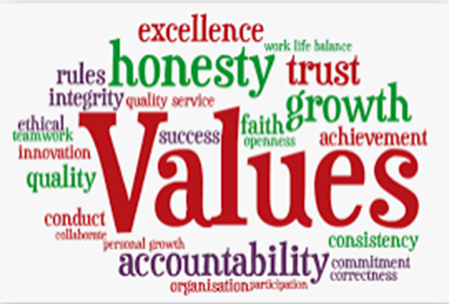 excellence
work life balance
honesty
trust
rules
integrity
quality service
growth
ethical
teamwork
success
faith
openness
achievement
innovation
Values
quality
conduct
collaborate
personal growth
consistency
accountability
commitment
correctness
organisation
participation